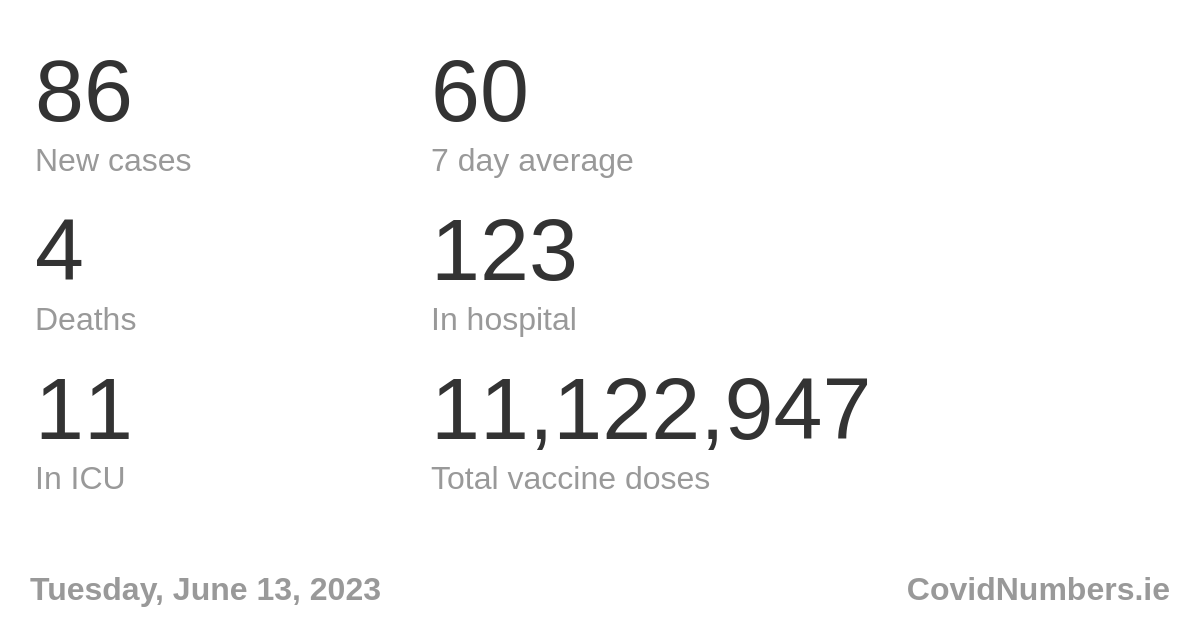 86
New cases
60
7 day average
4
Deaths
123
In hospital
11
In ICU
11,122,947
Total vaccine doses
Tuesday, June 13, 2023
CovidNumbers.ie